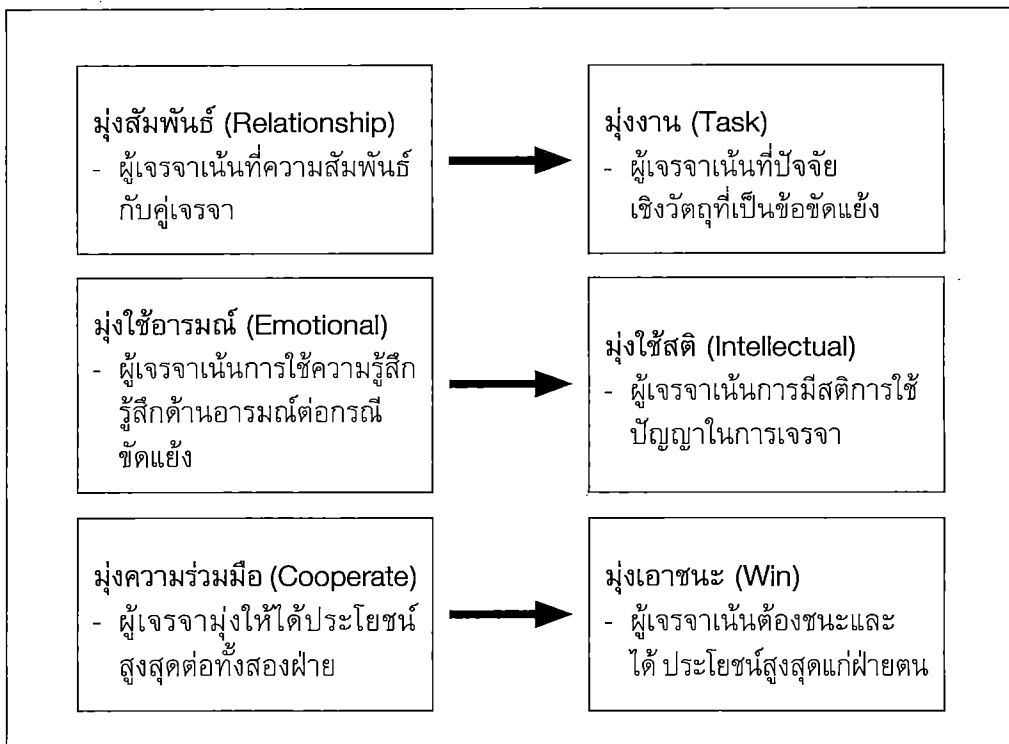 มุ่งสัมพันธ์ (Relationship)
- ผู้เจรจาเน้นที่ความสัมพันธ์
กับคู่เจรจา
มุ่งงาน (Task)
- ผู้เจรจาเน้นที่ปัจจัย
เชิงวัตถุที่เป็นข้อขัดแย้ง
มุ่งใช้อารมณ์ (Emotional)
- ผู้เจรจาเน้นการใช้ความรู้สึก
รู้สึกด้านอารมณ์ต่อกรณี
ขัดแย้ง
มุ่งใช้สติ (Intellectual)
- ผู้เจรจาเน้นการมีสติการใช้
ปัญญาในการเจรจา
มุ่งความร่วมมือ (Cooperate)
- ผู้เจรจามุ่งให้ได้ประโยชน์
สูงสุดต่อทั้งสองฝ่าย
มุ่งเอาชนะ (Win)
- ผู้เจรจาเน้นต้องชนะและ
ได้ ประโยชน์สูงสุดแก่ฝ่ายตน